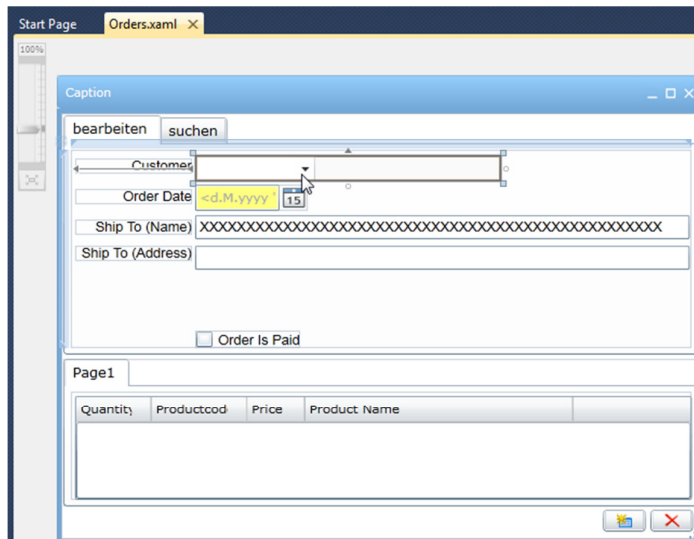 Start Page Orders.xaml
100%
Caption
bearbeiten suchen
Customer
Order Date <d.M.yyyy ' 15
Ship To (Name) XXXXXXXXXXXXXXXXXXXXXXXXXXXXXXXXXXXXXXXXXXXXXXXXXX
Ship To (Address)
Order Is Paid
Page1
Quantity Productcod Price Product Name